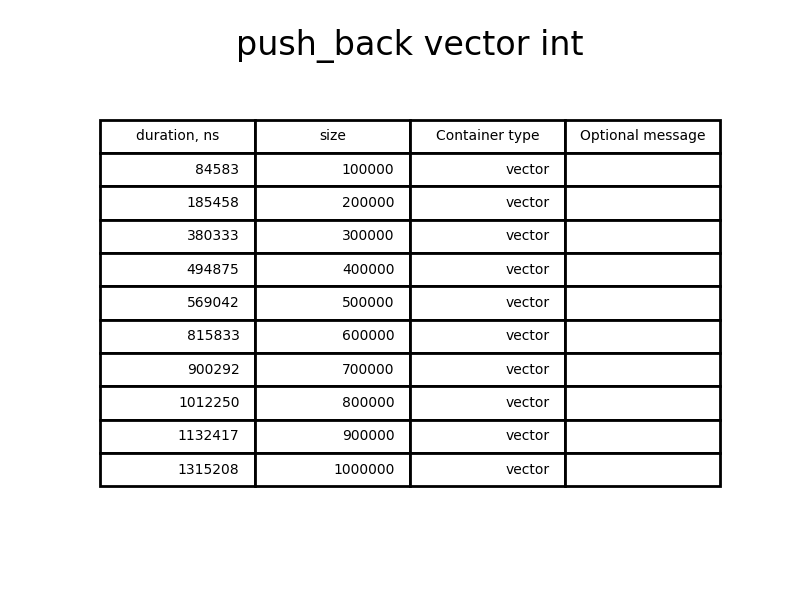 push_back vector int
duration, ns size Container type Optional message
84583 100000 vector
185458 200000 vector
380333 300000 vector
494875 400000 vector
569042 500000 vector
815833 600000 vector
900292 700000 vector
1012250 800000 vector
1132417 900000 vector
1315208 1000000 vector